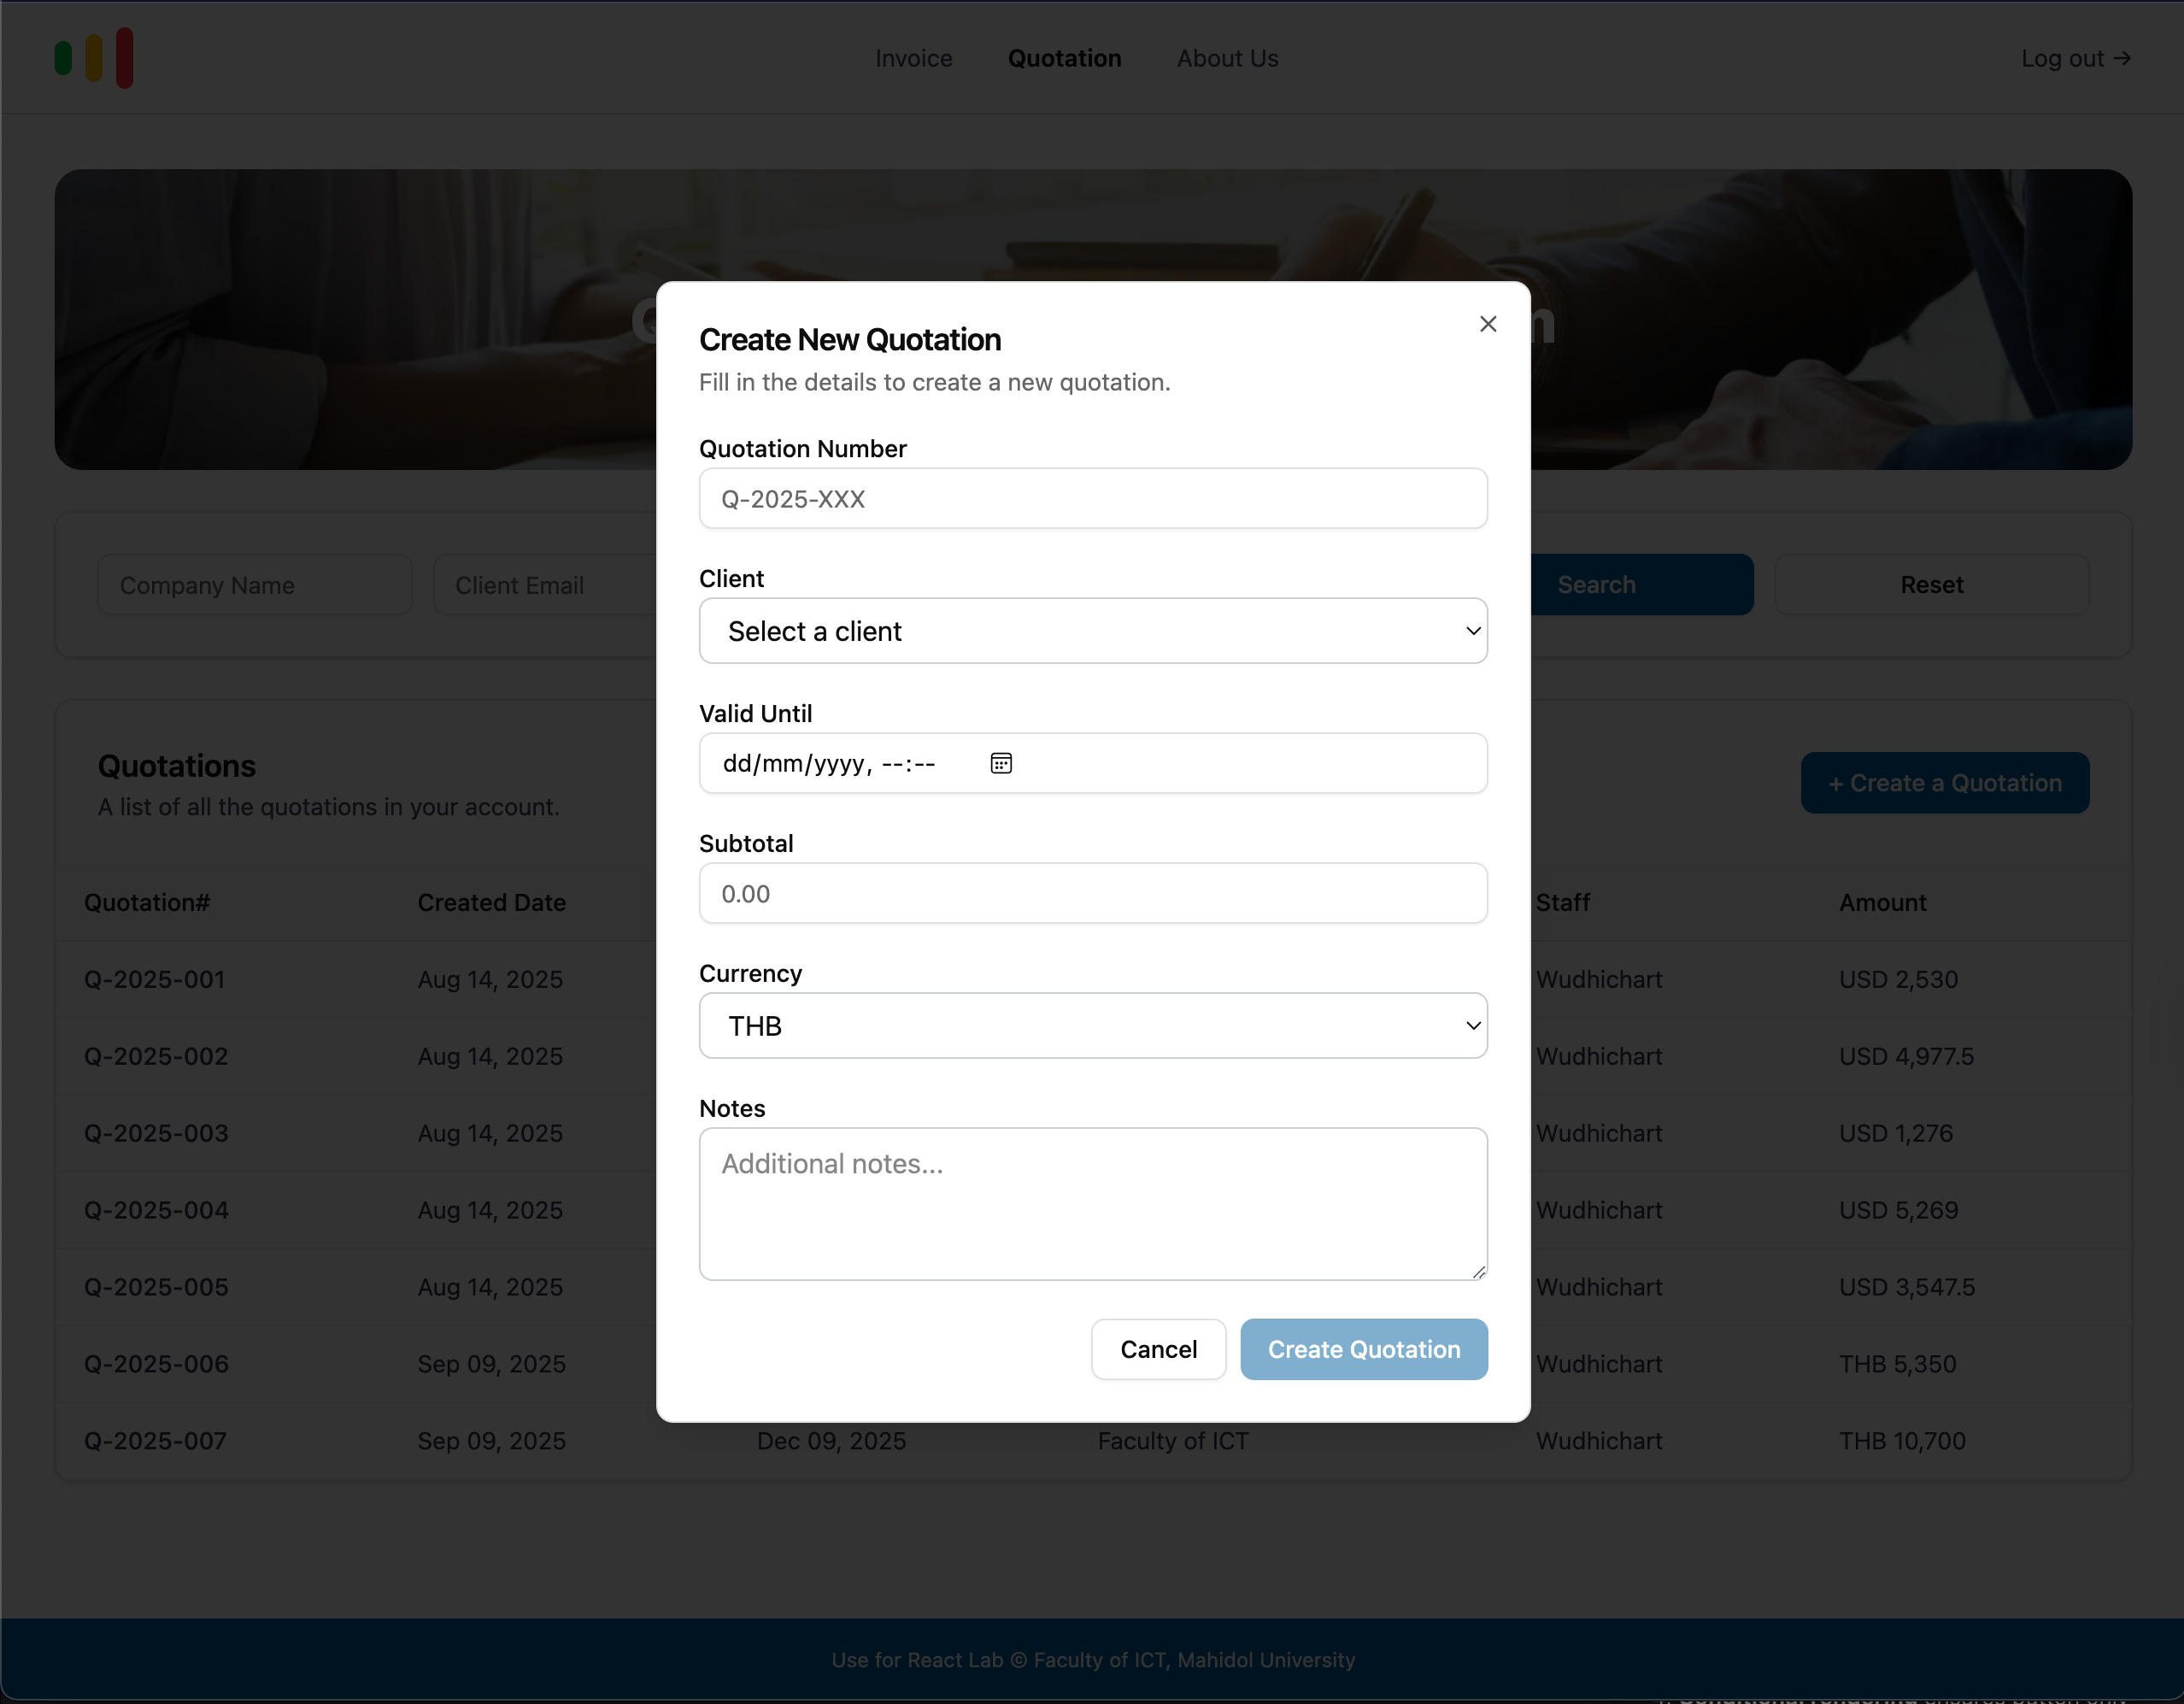 Invoice
Quotation
About Us
Log out →
Create New Quotation
Fill in the details to create a new quotation.
Quotation Number
Q-2025-XXX
Client
Select a client
Valid Until
dd/mm/yyyy, --:--
Subtotal
0.00
Currency
THB
Notes
Additional notes...
Cancel
Create Quotation
Company Name
Client Email
Search
Reset
Quotations
A list of all the quotations in your account.
+ Create a Quotation
Quotation# Created Date Staff Amount
Q-2025-001 Aug 14, 2025 Wudhichart USD 2,530
Q-2025-002 Aug 14, 2025 Wudhichart USD 4,977.5
Q-2025-003 Aug 14, 2025 Wudhichart USD 1,276
Q-2025-004 Aug 14, 2025 Wudhichart USD 5,269
Q-2025-005 Aug 14, 2025 Wudhichart USD 3,547.5
Q-2025-006 Sep 09, 2025 Wudhichart THB 5,350
Q-2025-007 Sep 09, 2025 Dec 09, 2025 Faculty of ICT Wudhichart THB 10,700
Use for React Lab © Faculty of ICT, Mahidol University